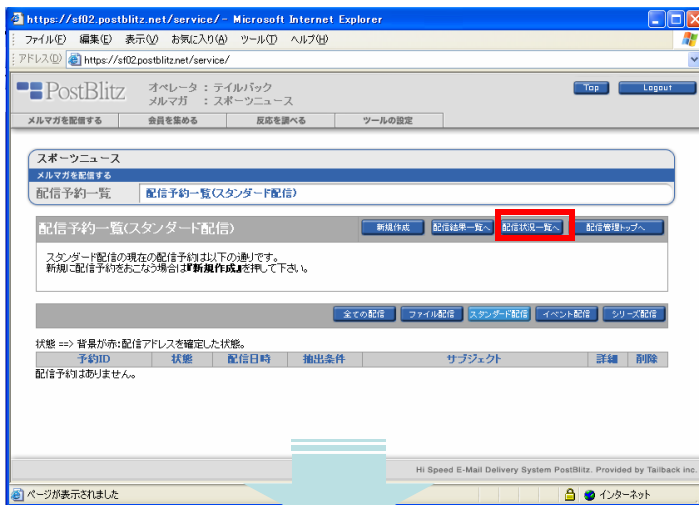 https://sf02.postblitz.net/service/ - Microsoft Internet Explorer
ファイル(F) 編集(E) 表示(V) お気に入り(A) ツール(T) ヘルプ(H)
アドレス(D) https://sf02.postblitz.net/service/
PostBlitz
オペレータ : テイルバック
メルマガ : スポーツニュース
Top Logout
メルマガを配信する 会員を集める 反応を調べる ツールの設定
スポーツニュース
メルマガを配信する
配信予約一覧 配信予約一覧(スタンダード配信)
配信予約一覧(スタンダード配信) 新規作成 配信結果一覧へ 配信状況一覧へ 配信管理トップへ
スタンダード配信の現在の配信予約は以下の通りです。
新規に配信予約をおこなう場合は『新規作成』を押して下さい。
全ての配信 ファイル配信 スタンダード配信 イベント配信 シリーズ配信
状態 ==> 背景が赤:配信アドレスを確定した状態。
予約ID 状態 配信日時 抽出条件 サブジェクト 詳細 削除
配信予約はありません。
Hi Speed E-Mail Delivery System PostBlitz. Provided by Tailback inc.
ページが表示されました インターネット